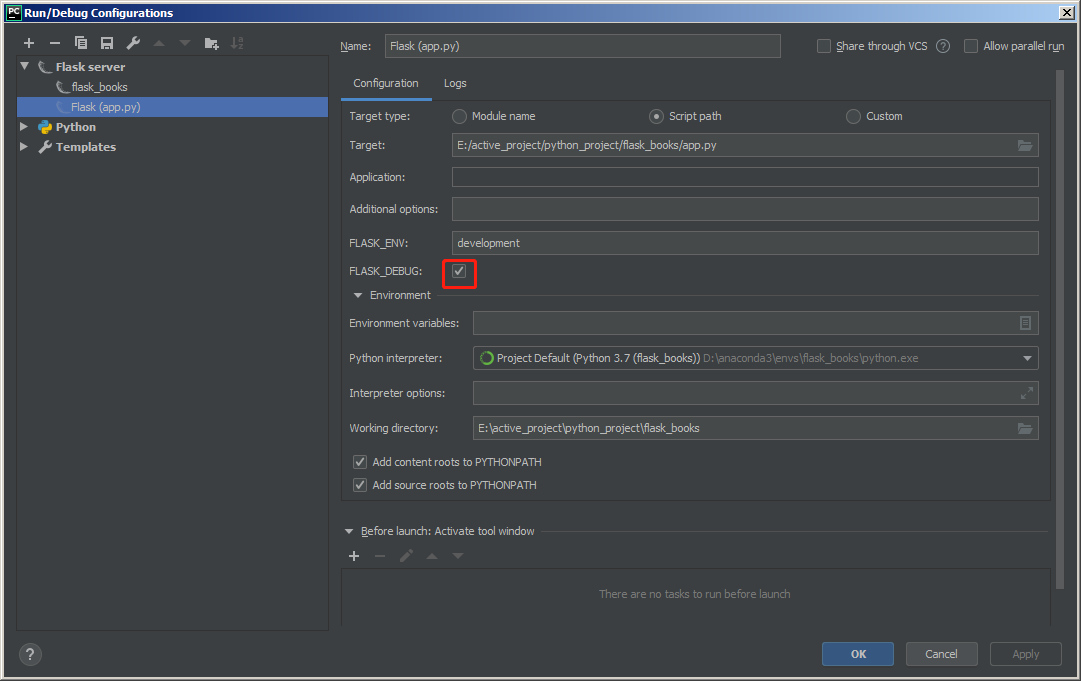 PC Run/Debug Configurations
Name: Flask (app.py) Share through VCS ? Allow parallel run
Flask server
flask_books
Flask (app.py)
Python
Templates
Configuration Logs
Target type: Module name Script path Custom
Target: E:/active_project/python_project/flask_books/app.py
Application:
Additional options:
FLASK_ENV: development
FLASK_DEBUG:
Environment
Environment variables:
Python interpreter: Project Default (Python 3.7 (flask_books)) D:\anaconda3\envs\flask_books\python.exe
Interpreter options:
Working directory: E:\active_project\python_project\flask_books
Add content roots to PYTHONPATH
Add source roots to PYTHONPATH
Before launch: Activate tool window
There are no tasks to run before launch
? OK Cancel Apply